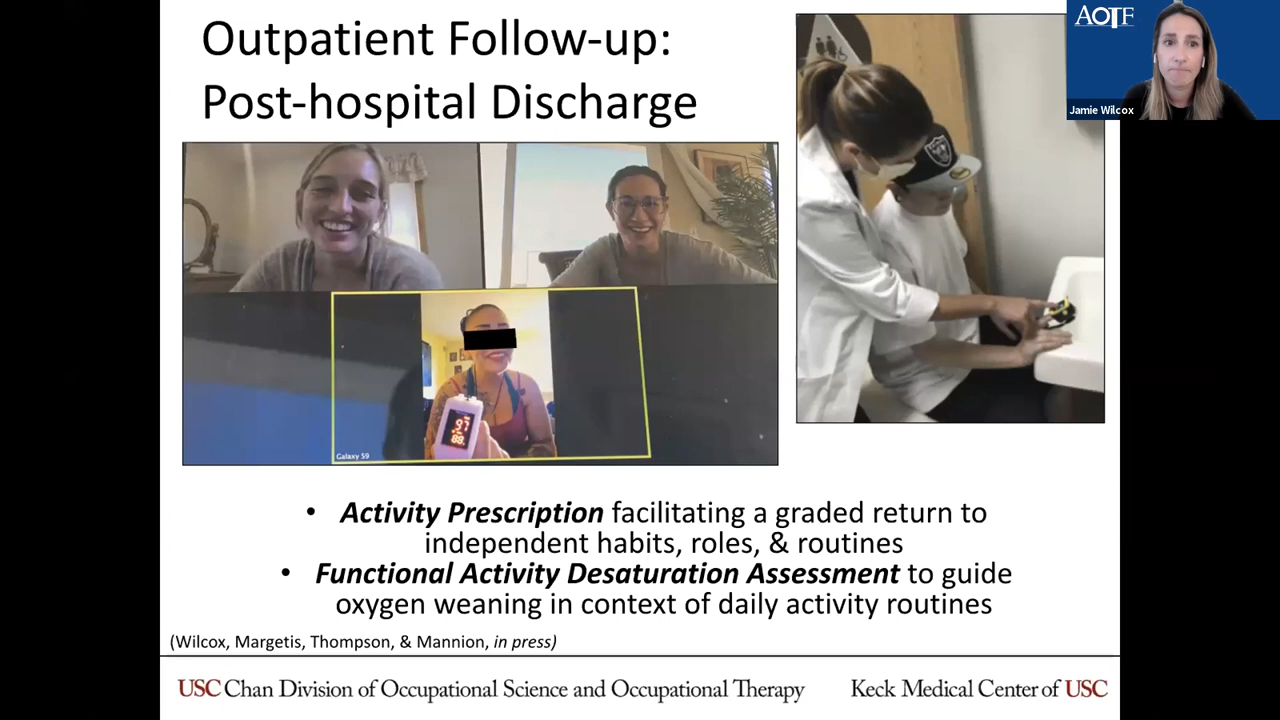 Outpatient Follow-up:
Post-hospital Discharge
AOTF
Jamie Wilcox
97
88
Galaxy S9
• Activity Prescription facilitating a graded return to
independent habits, roles, & routines
• Functional Activity Desaturation Assessment to guide
oxygen weaning in context of daily activity routines
(Wilcox, Margetis, Thompson, & Mannion, in press)
USC Chan Division of Occupational Science and Occupational Therapy
Keck Medical Center of USC